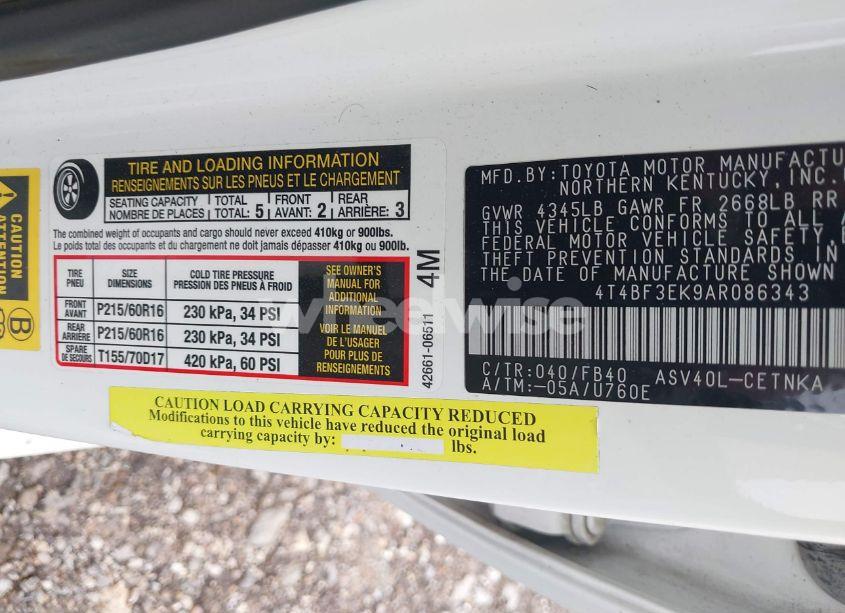 CAUTION
ATTENTION
B
TIRE AND LOADING INFORMATION
RENSEIGNEMENTS SUR LES PNEUS ET LE CHARGEMENT
SEATING CAPACITY TOTAL: 5 FRONT 2 REAR 3
NOMBRE DE PLACES TOTAL: AVANT: ARRIÈRE:
The combined weight of occupants and cargo should never exceed 410kg or 900lbs.
Le poids total des occupants et du chargement ne doit jamais dépasser 410kg ou 900lb.
TIRE SIZE COLD TIRE PRESSURE
PNEU DIMENSIONS PRESSION DES PNEUS À FROID
FRONT
AVANT P215/60R16 230 kPa, 34 PSI
REAR
ARRIÈRE P215/60R16 230 kPa, 34 PSI
SPARE
DE SECOURS T155/70D17 420 kPa, 60 PSI
SEE OWNER'S
MANUAL FOR
ADDITIONAL
INFORMATION
VOIR LE MANUEL
DE L'USAGER
POUR PLUS DE
RENSEIGNEMENTS
4M
42661-06511
wheelwise
CAUTION LOAD CARRYING CAPACITY REDUCED
Modifications to this vehicle have reduced the original load
carrying capacity by: lbs.
MFD.BY:TOYOTA MOTOR MANUFACTU
NORTHERN KENTUCKY,INC.
GVWR 4345LB GAWR FR 2668LB RR
THIS VEHICLE CONFORMS TO ALL
FEDERAL MOTOR VEHICLE SAFETY,
THEFT PREVENTION STANDARDS IN
THE DATE OF MANUFACTURE SHOWN
4T4BF3EK9AR086343
C/TR:040/FB40 ASV40L-CETNKA
A/TM:-05A/U760E